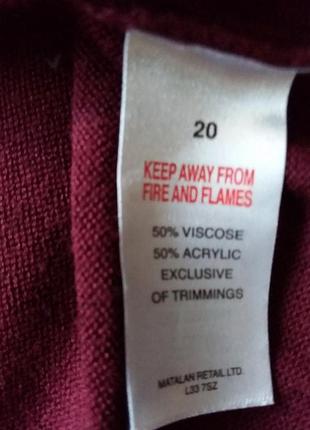 20
KEEP AWAY FROM
FIRE AND FLAMES
50% VISCOSE
50% ACRYLIC
EXCLUSIVE
OF TRIMMINGS
MATALAN RETAIL LTD.
L33 7SZ